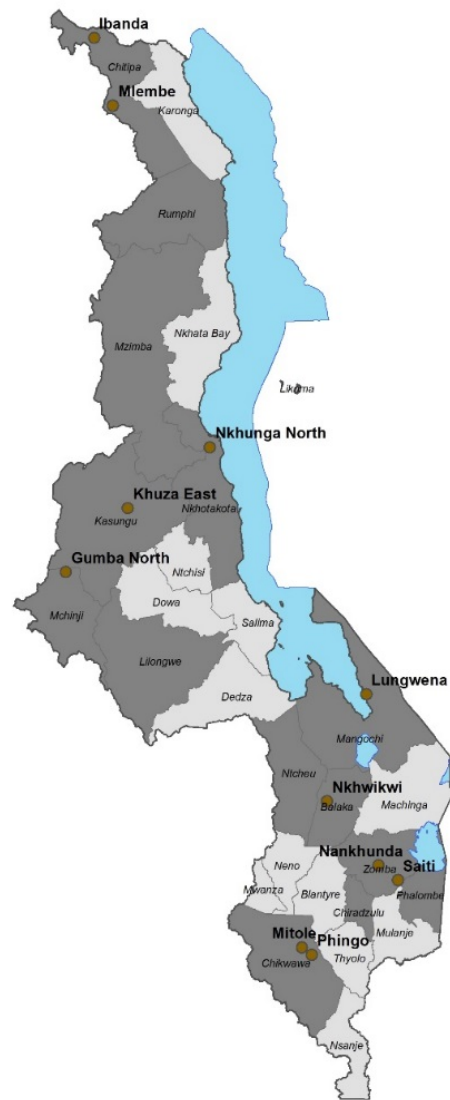 Ibanda
Chitipa
Mlembe
Karonga
Rumphi
Nkhata Bay
Mzimba
Likoma
Nkhunga North
Khuza East
Nkhotakota
Kasungu
Gumba North
Ntchisi
Dowa
Mchinji
Salima
Lilongwe
Lungwena
Dedza
Mangochi
Ntcheu
Nkhwikwi
Machinga
Balaka
Nankhunda
Neno
Zomba
Saiti
Mwanza
Blantyre
Phalombe
Chiradzulu
Mulanje
Mitole
Phingo
Thyolo
Chikwawa
Nsanje